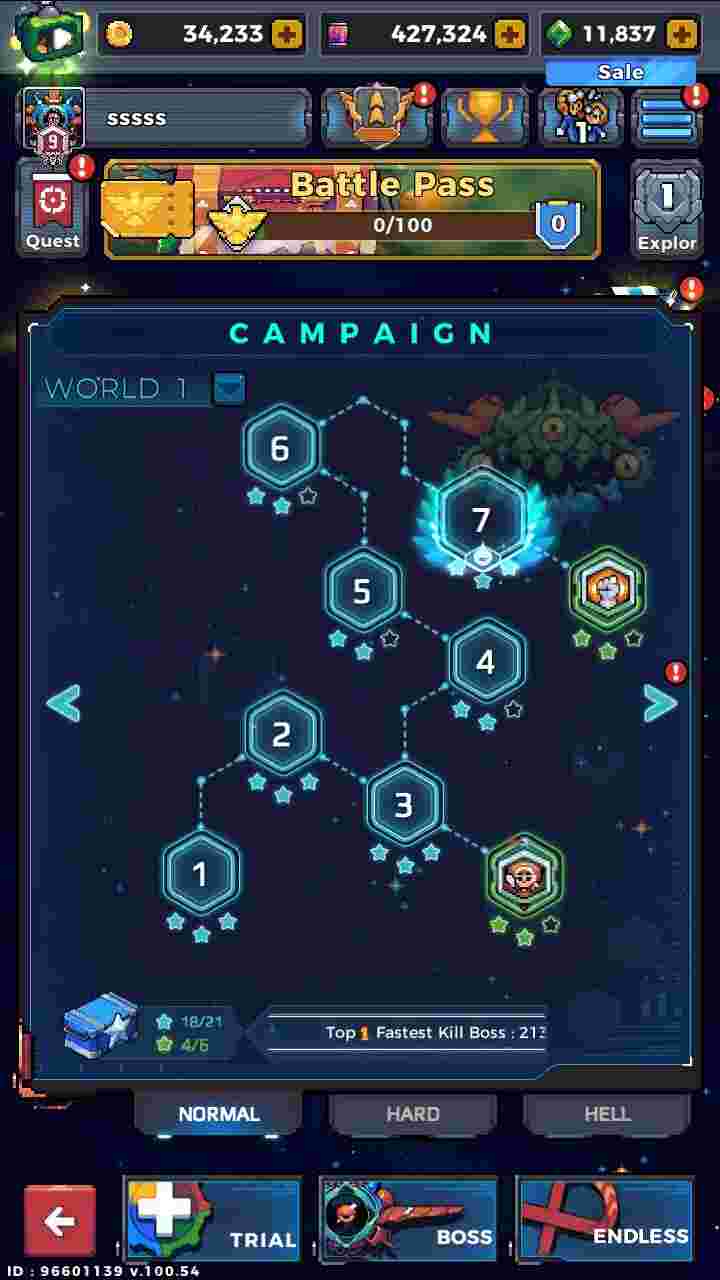 34,233
427,324
11,837
Sale
9
sssss
1
Battle Pass
0/100
0
1
Quest
Explor
CAMPAIGN
WORLD 1
6
7
5
4
2
3
1
18/21
4/6
Top 1 Fastest Kill Boss : 213
NORMAL
HARD
HELL
TRIAL
BOSS
ENDLESS
ID : 96601139 v.100.54